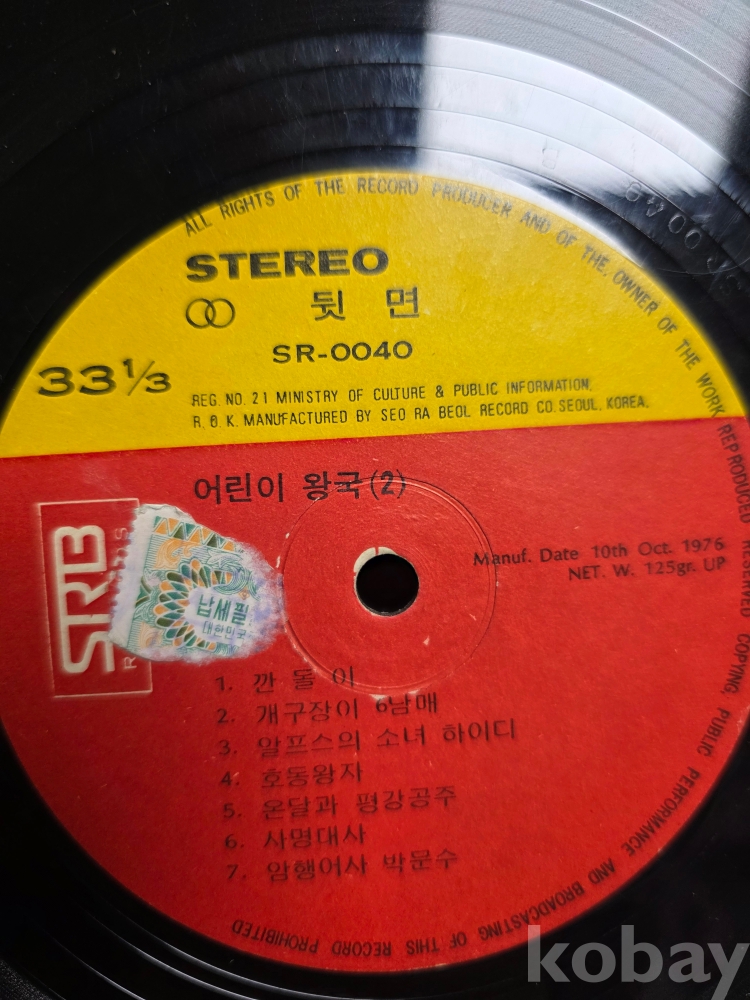 ALL RIGHTS OF THE RECORD PRODUCER AND OF THE OWNER OF THE WORK REPRODUCED RESERVED COPYING, PUBLIC PERFORMANCE AND BROADCASTING OF THIS RECORD PROHIBITED
STEREO
뒷 면
SR-0040
33 1/3
REG. NO. 21 MINISTRY OF CULTURE & PUBLIC INFORMATION.
R. B. K. MANUFACTURED BY SEO RA BEOL RECORD CO. SEOUL. KOREA.
어린이 왕국 (2)
SRB
Manuf. Date 10th Oct. 1976
NET. W. 125gr. UP
납세필
대한민국
1. 깐 돌 이
2. 개구장이 6남매
3. 알프스의 소녀 하이디
4. 호동왕자
5. 온달과 평강공주
6. 사명대사
7. 암행어사 박문수
kobay